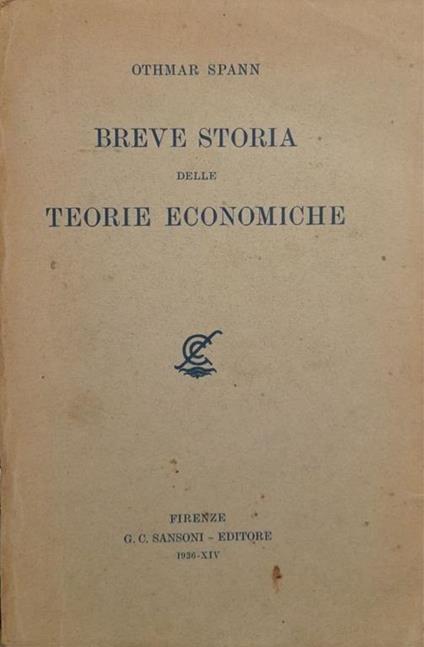 OTHMAR SPANN
BREVE STORIA
DELLE
TEORIE ECONOMICHE
FIRENZE
G. C. SANSONI - EDITORE
1936-XIV